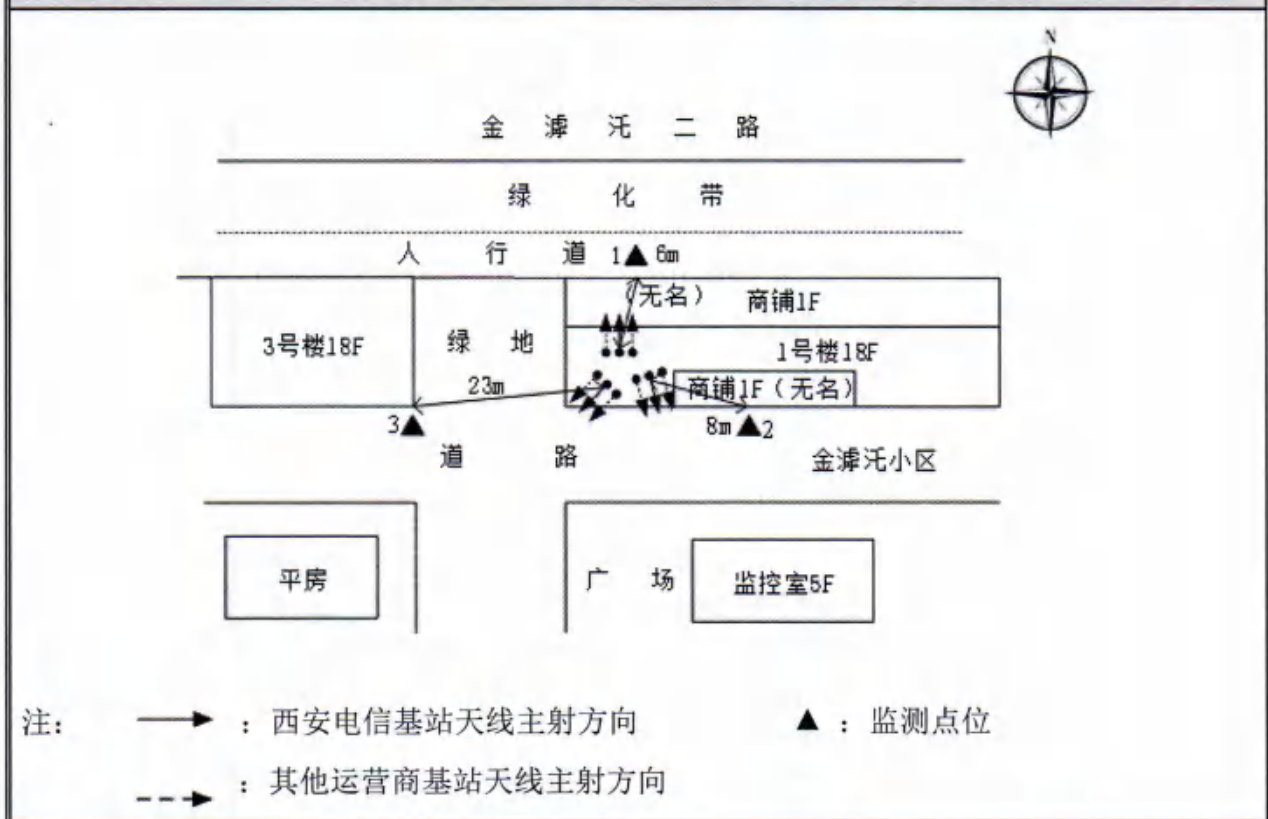 N
金 滹 沱 二 路
绿 化 带
人 行 道 1▲6m
(无名) 商铺1F
3号楼18F 绿 地 1号楼18F
23m 商铺1F(无名)
3▲ 8m▲2
道 路 金滹沱小区
平房 广 场 监控室5F
注: :西安电信基站天线主射方向 ▲:监测点位
:其他运营商基站天线主射方向